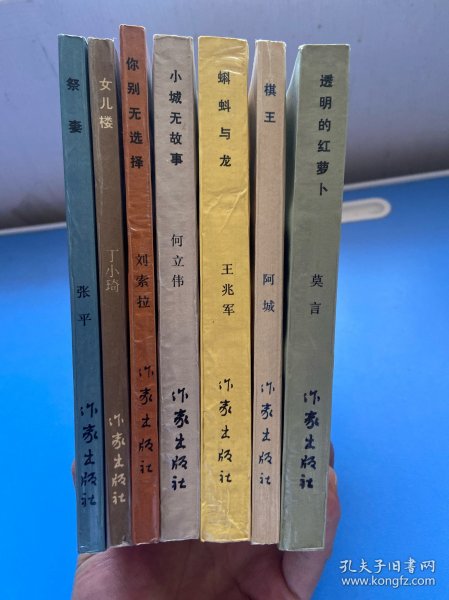 祭妻
张平
作家出版社
女儿楼
丁小琦
作家出版社
你别无选择
刘索拉
作家出版社
小城无故事
何立伟
作家出版社
蝌蚪与龙
王兆军
作家出版社
棋王
阿城
作家出版社
透明的红萝卜
莫言
作家出版社
孔夫子旧书网
www.kongfz.com